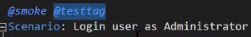 @smoke @testtag
Scenario: Login user as Administrator